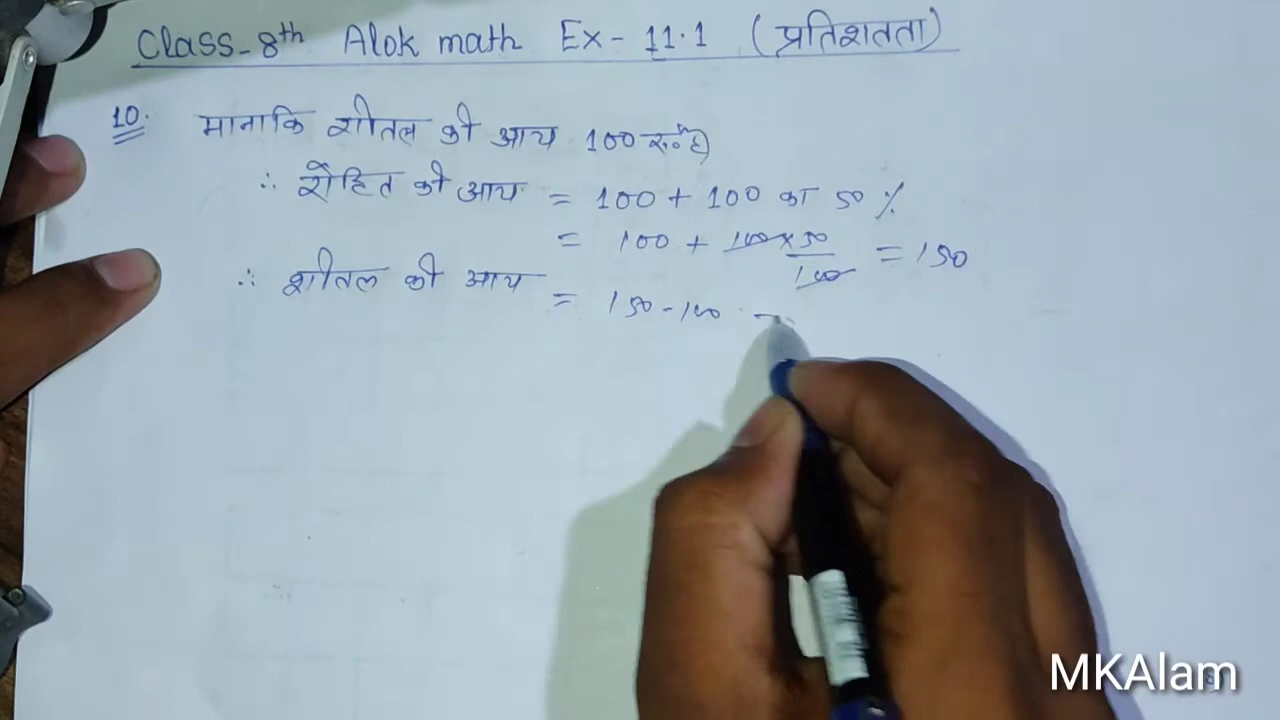 Class-8th Alok math Ex-11.1 (प्रतिशतता)
10. मानाकि शीतल की आय 100 रु० है
∴ रोहित की आय = 100 + 100 का 50 %
= 100 + 100×50/100 = 150
∴ शीतल की आय = 150-100
MKAlam